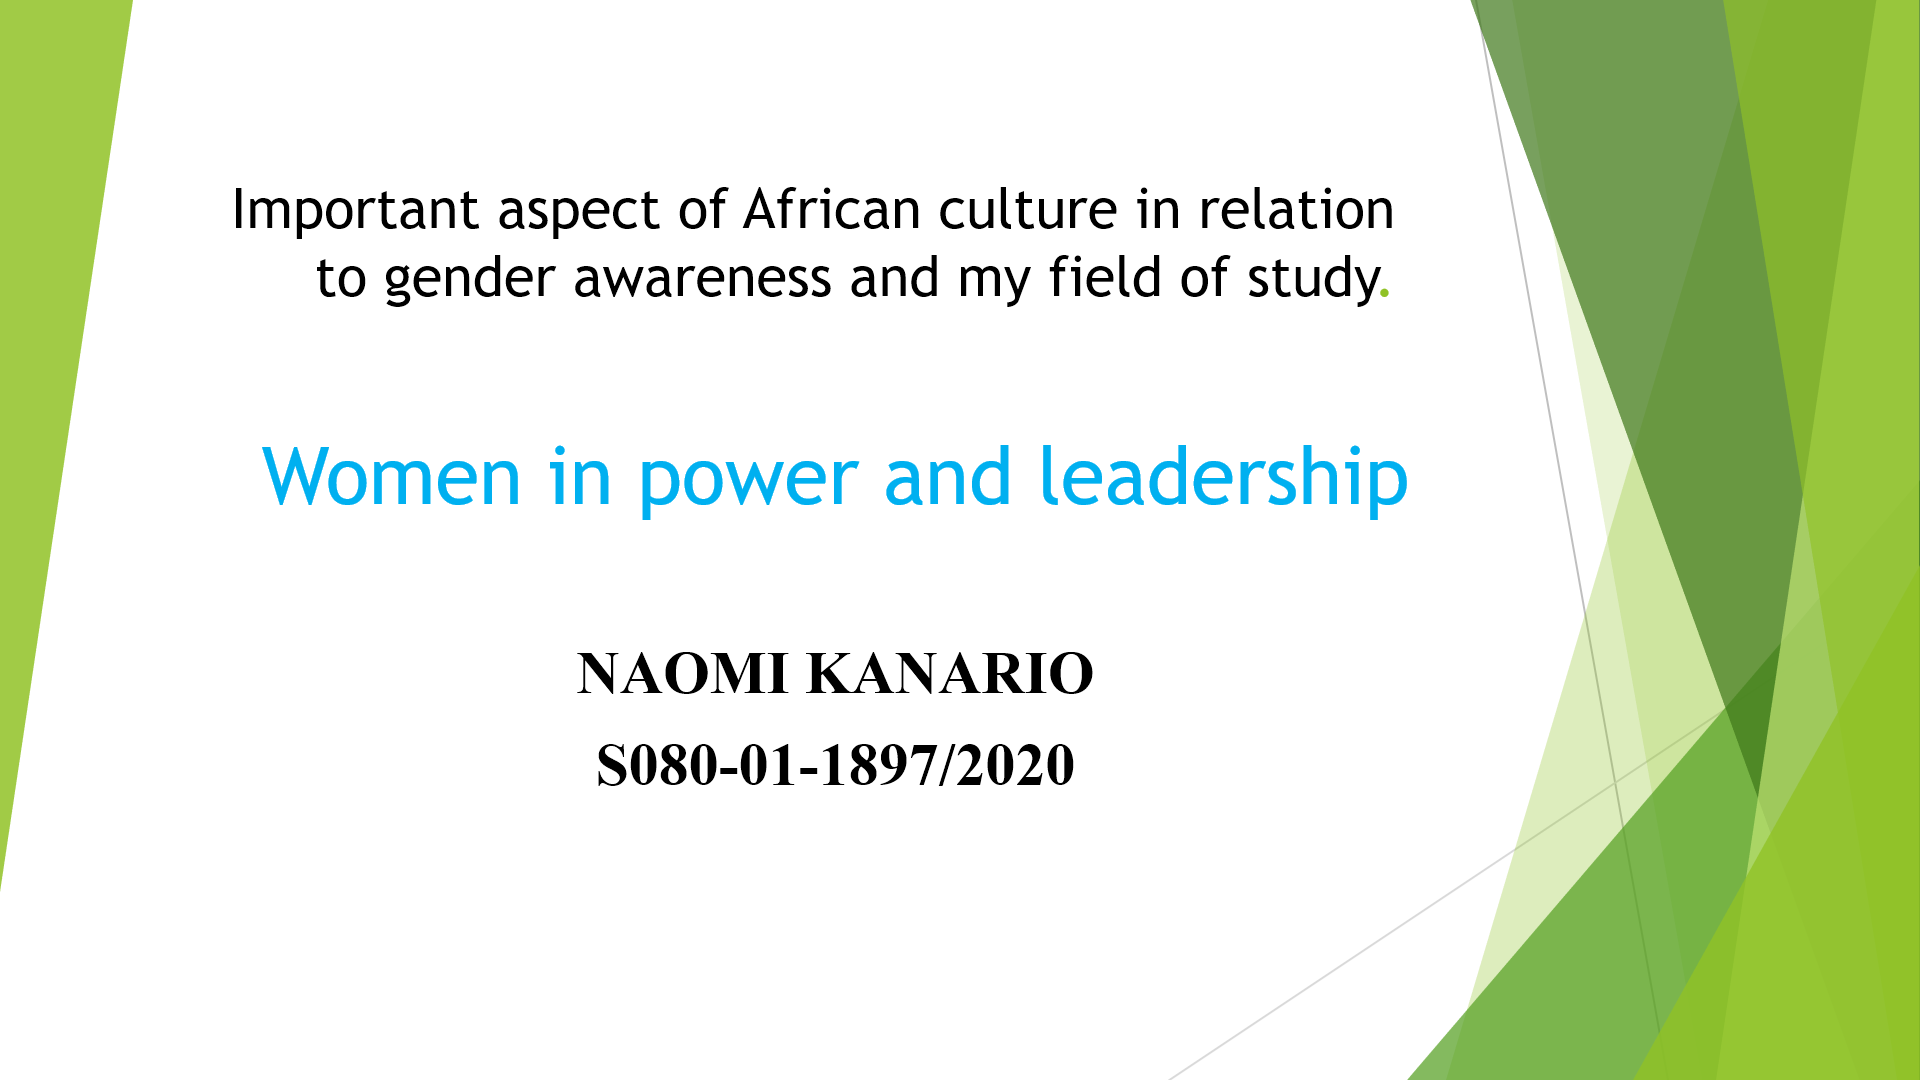 Important aspect of African culture in relation
to gender awareness and my field of study.
Women in power and leadership
NAOMI KANARIO
S080-01-1897/2020